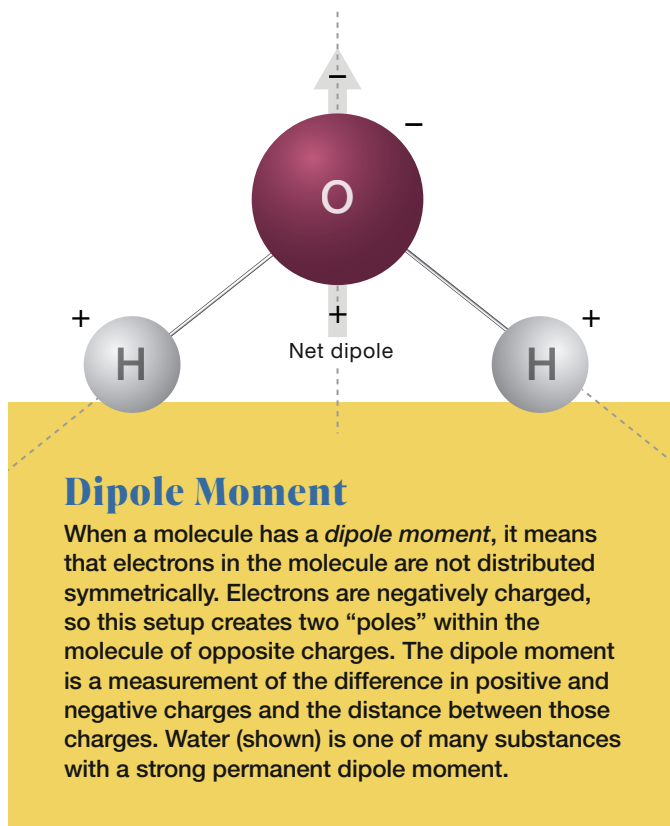 −
−
O
+
+
+
Net dipole
H
H
Dipole Moment
When a molecule has a dipole moment, it means
that electrons in the molecule are not distributed
symmetrically. Electrons are negatively charged,
so this setup creates two “poles” within the
molecule of opposite charges. The dipole moment
is a measurement of the difference in positive and
negative charges and the distance between those
charges. Water (shown) is one of many substances
with a strong permanent dipole moment.